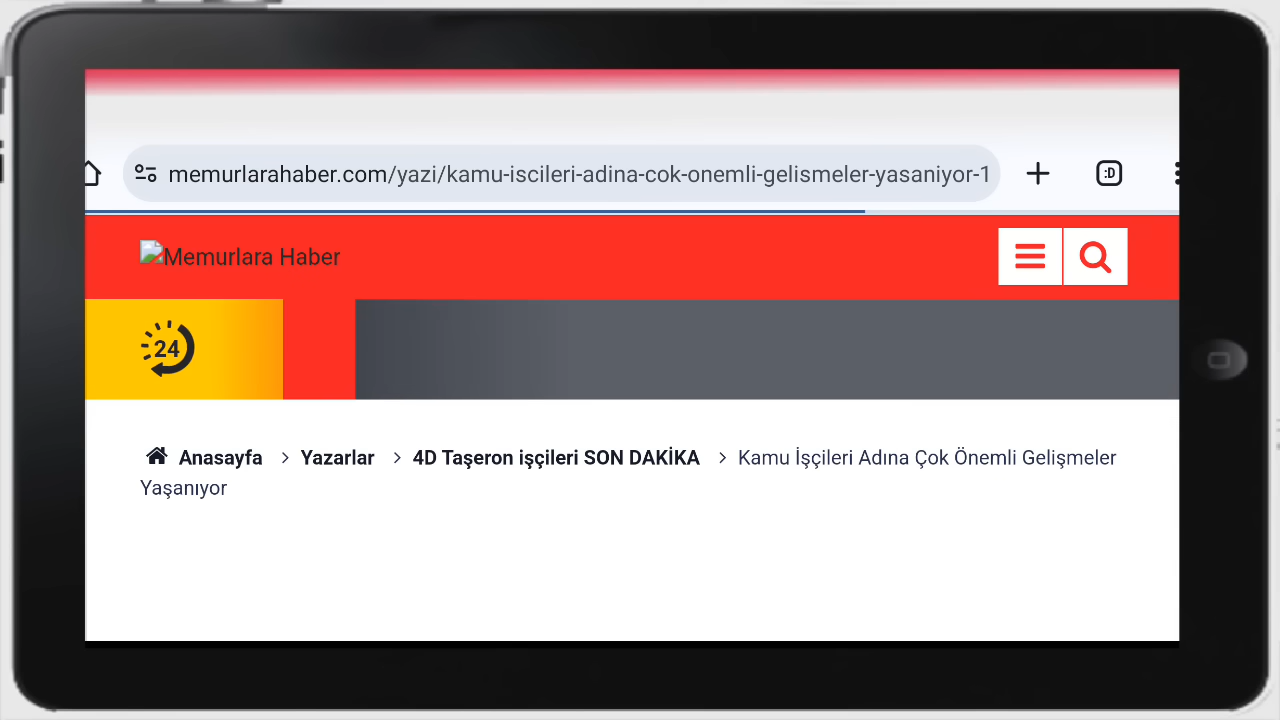 memurlarahaber.com/yazi/kamu-iscileri-adina-cok-onemli-gelismeler-yasaniyor-1
:D
Memurlara Haber
24
Anasayfa > Yazarlar > 4D Taşeron işçileri SON DAKİKA > Kamu İşçileri Adına Çok Önemli Gelişmeler
Yaşanıyor